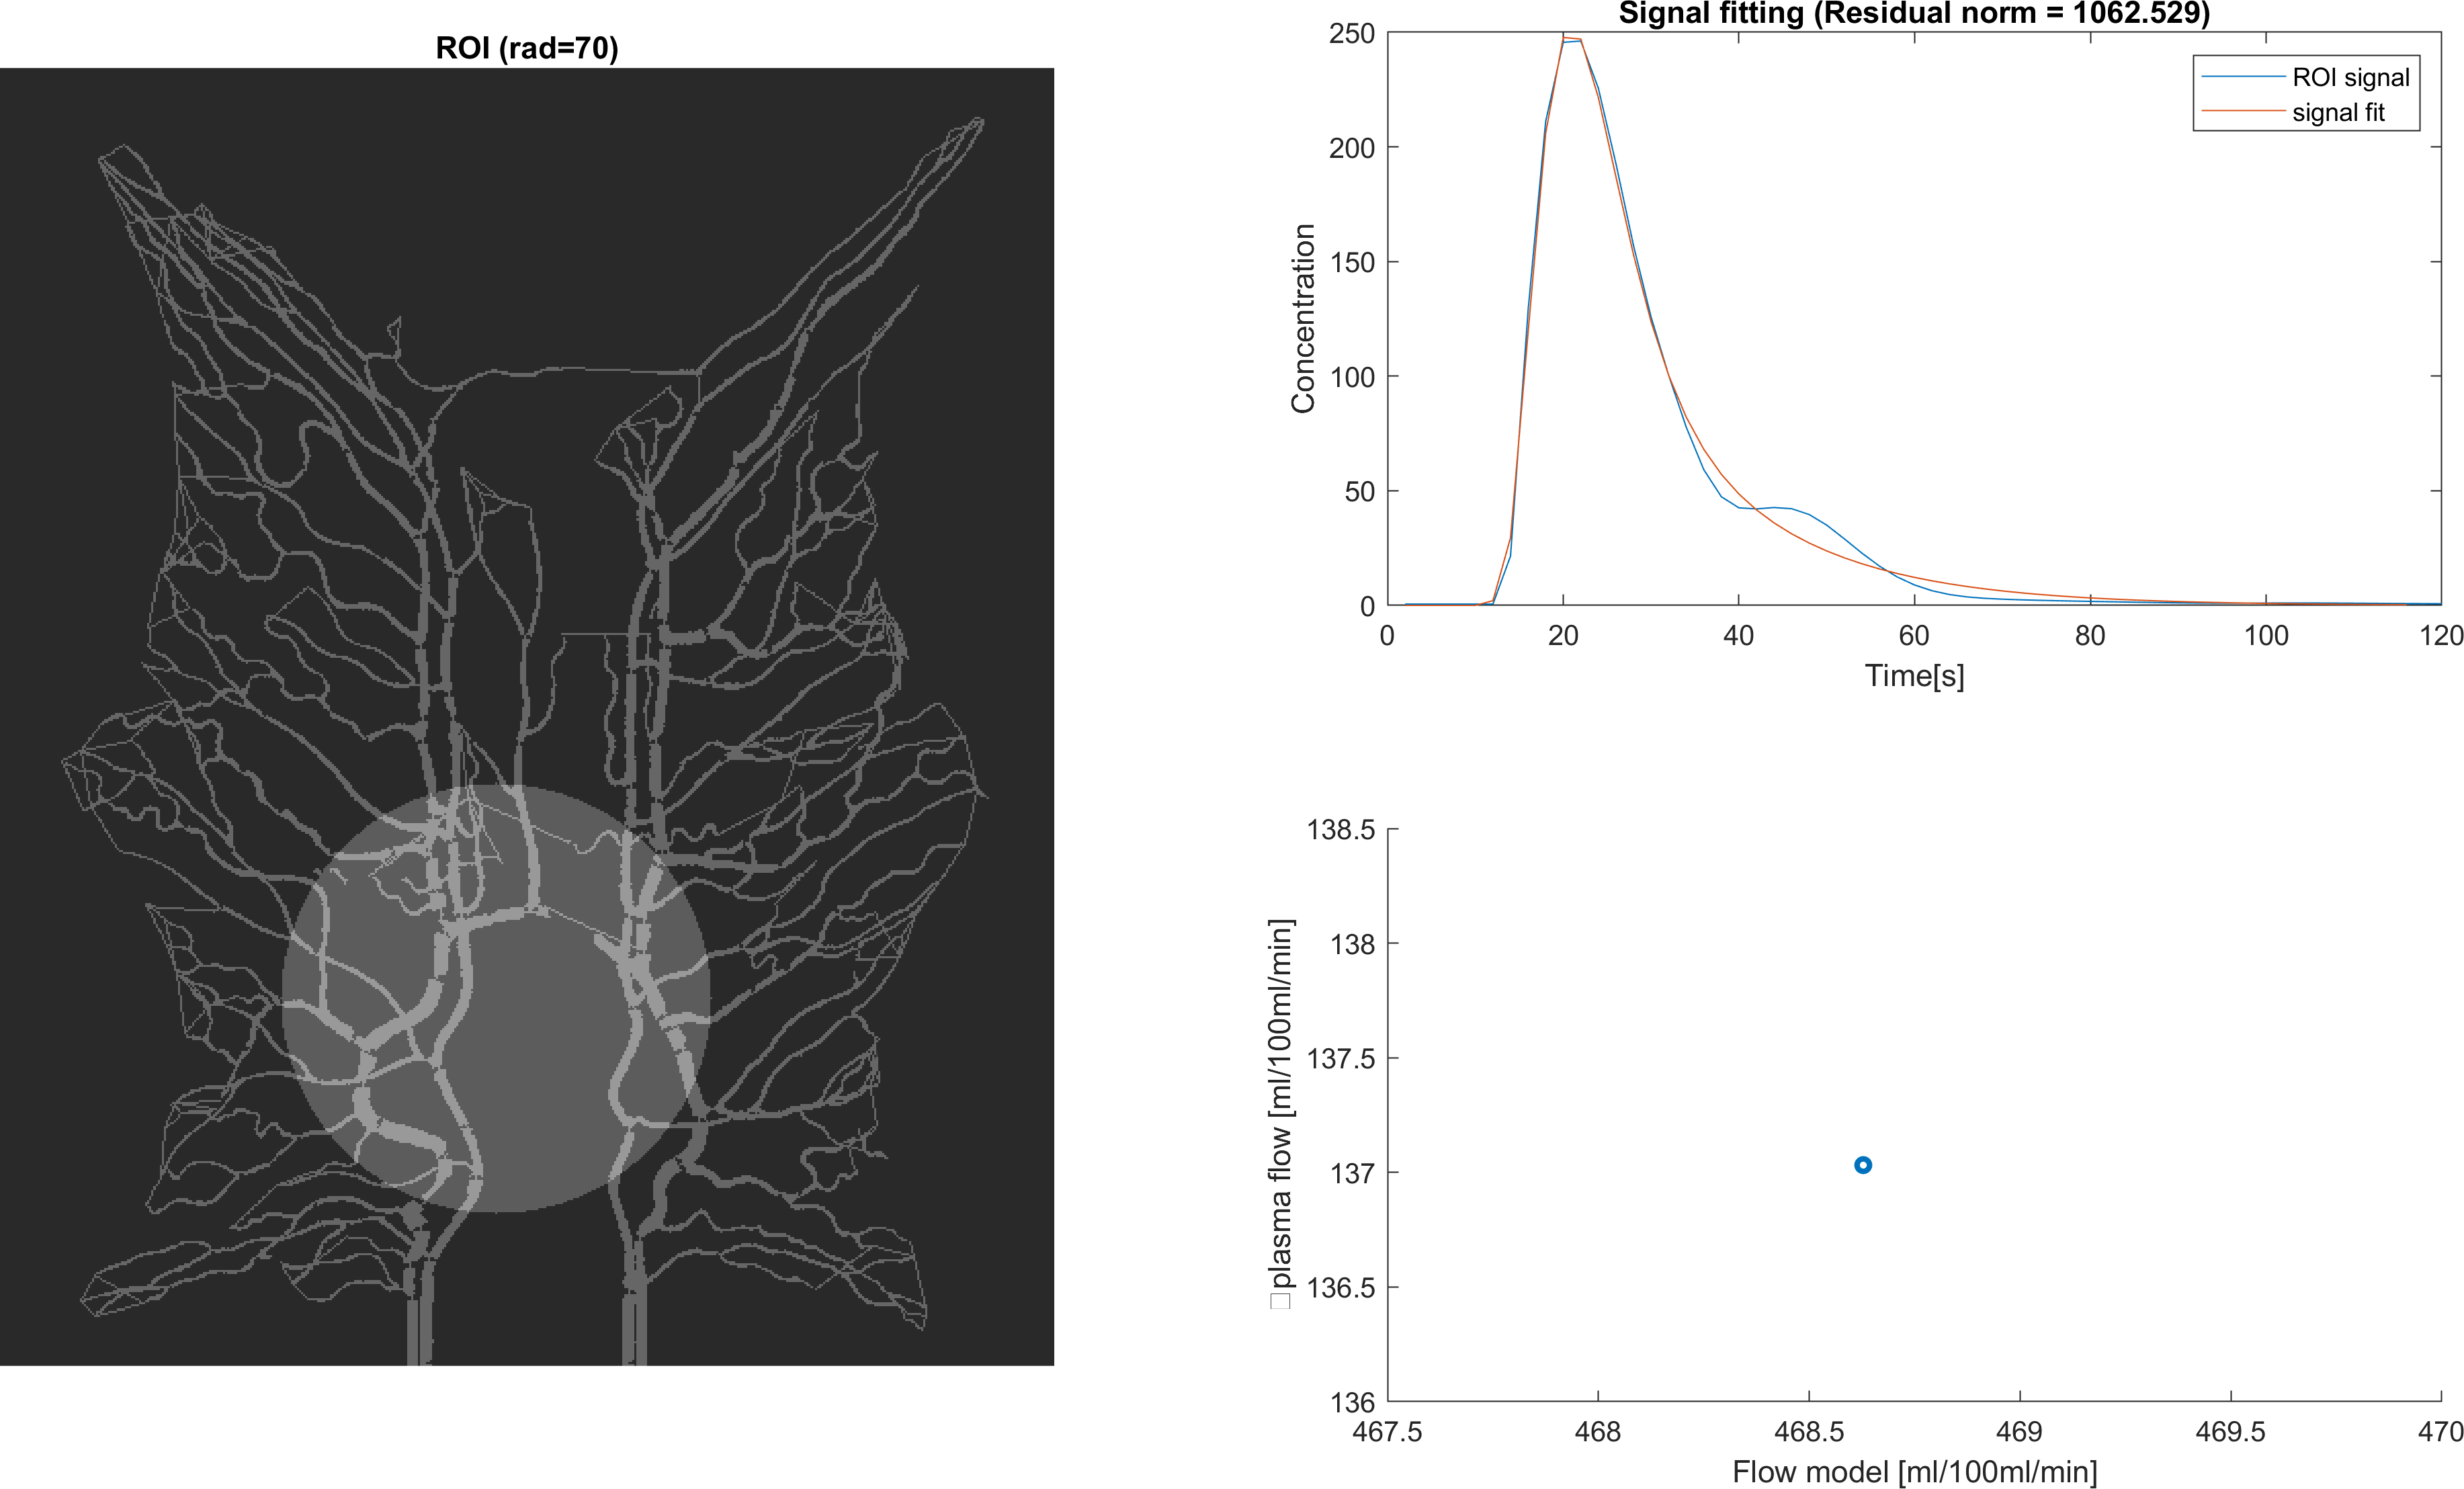 ROI (rad=70)
Signal fitting (Residual norm = 1062.529)
250
200
150
100
50
0
Concentration
ROI signal
signal fit
0 20 40 60 80 100 120
Time[s]
138.5
138
137.5
137
136.5
136
□plasma flow [ml/100ml/min]
467.5 468 468.5 469 469.5 470
Flow model [ml/100ml/min]